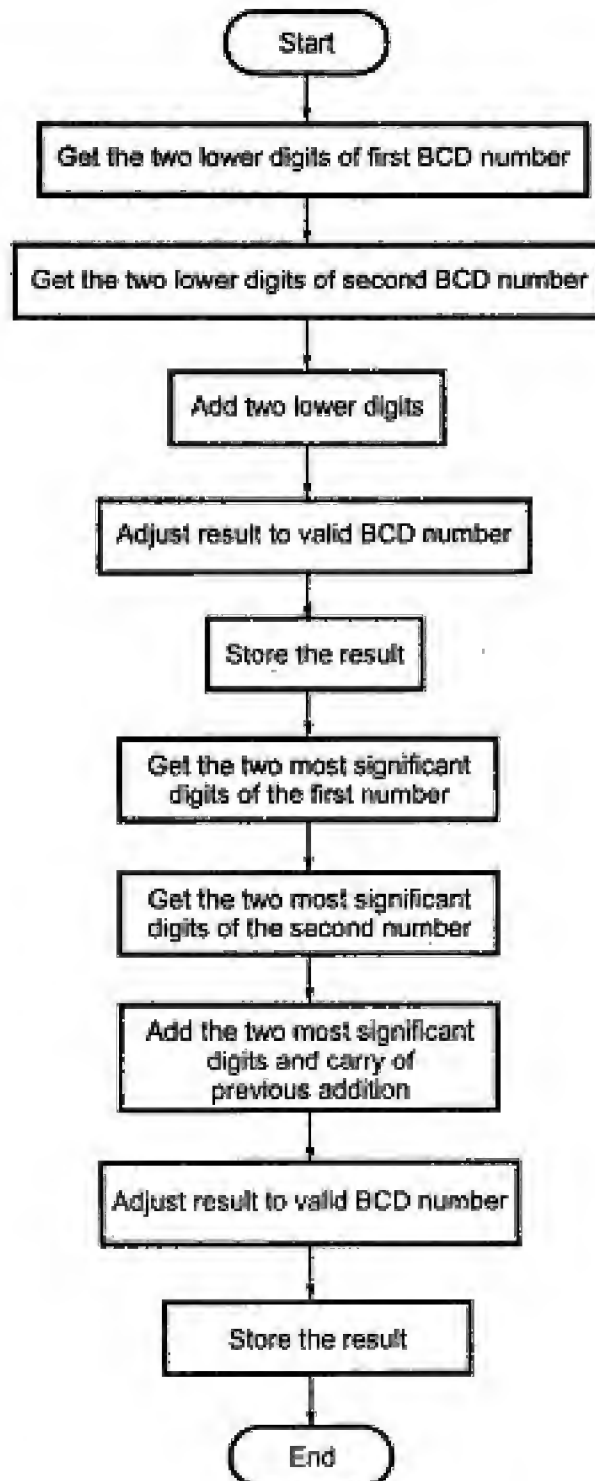 Start
Get the two lower digits of first BCD number
Get the two lower digits of second BCD number
Add two lower digits
Adjust result to valid BCD number
Store the result
Get the two most significant
digits of the first number
Get the two most significant
digits of the second number
Add the two most significant
digits and carry of
previous addition
Adjust result to valid BCD number
Store the result
End